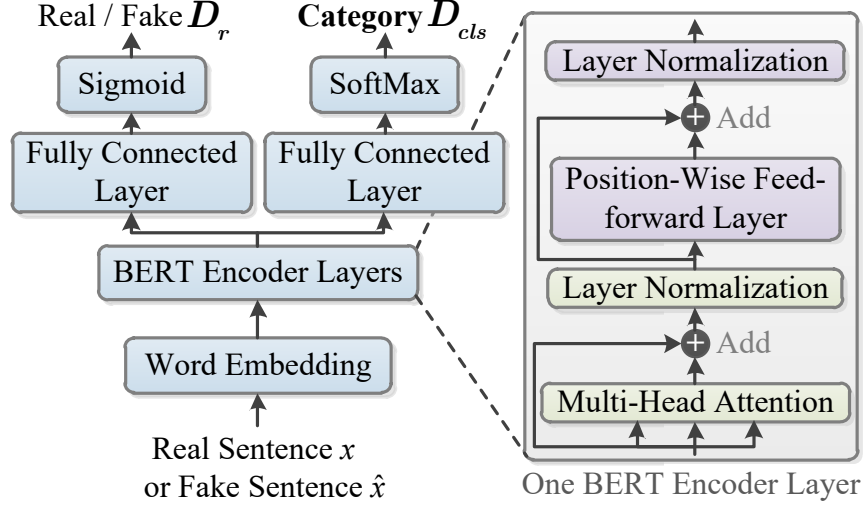 Real / Fake D_r
Category D_cls
Sigmoid
SoftMax
Fully Connected
Layer
Fully Connected
Layer
BERT Encoder Layers
Word Embedding
Real Sentence x
or Fake Sentence x̂
Layer Normalization
+ Add
Position-Wise Feed-
forward Layer
Layer Normalization
+ Add
Multi-Head Attention
One BERT Encoder Layer